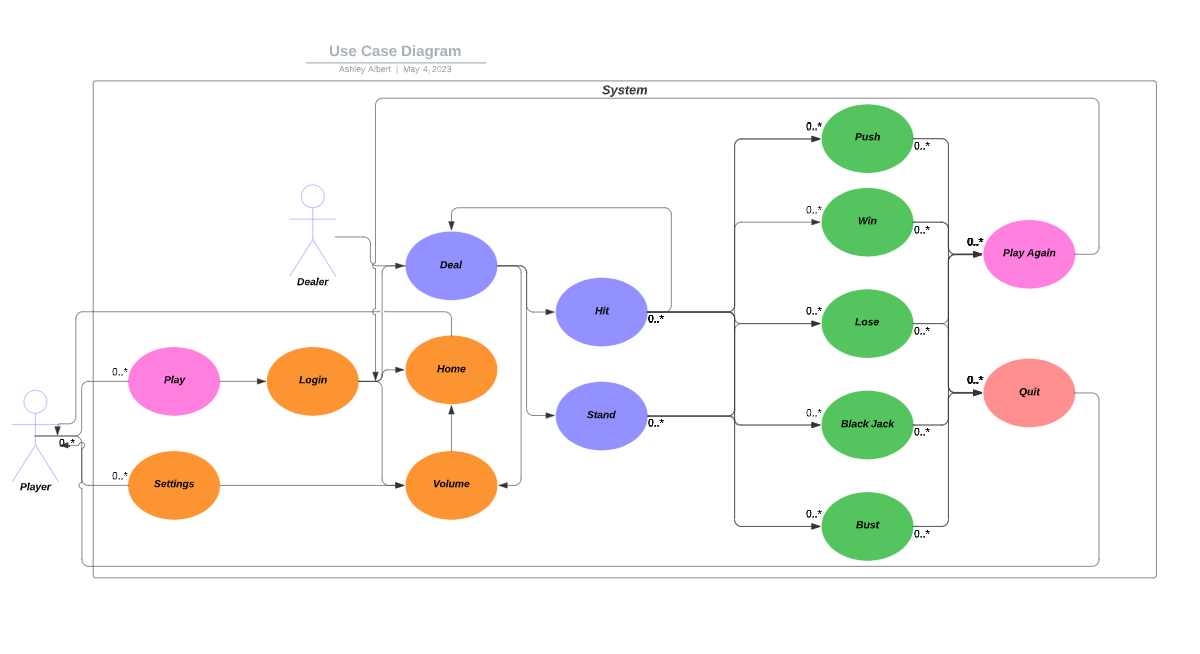 Use Case Diagram
Ashley Albert | May 4, 2023
System
0..*
Push
0..*
0..*
Win
0..*
0..*
Play Again
Deal
Dealer
Hit
0..*
0..*
Lose
0..*
Home
0..*
Play
Login
0..*
Quit
Stand
0..*
0..*
Black Jack
0..*
0..*
Player
0..*
Settings
Volume
0..*
Bust
0..*